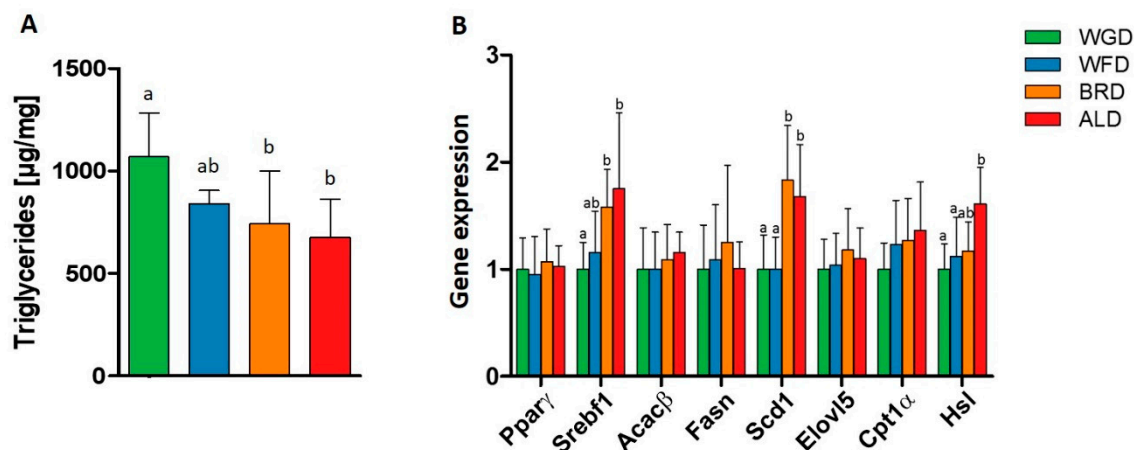 A
Triglycerides [µg/mg]
1500
1000
500
0
a
ab
b
b
B
Gene expression
3
2
1
0
a
ab
b
b
a
a
b
b
a
a
ab
b
Pparγ
Srebf1
Acacβ
Fasn
Scd1
Elovl5
Cpt1α
Hsl
WGD
WFD
BRD
ALD